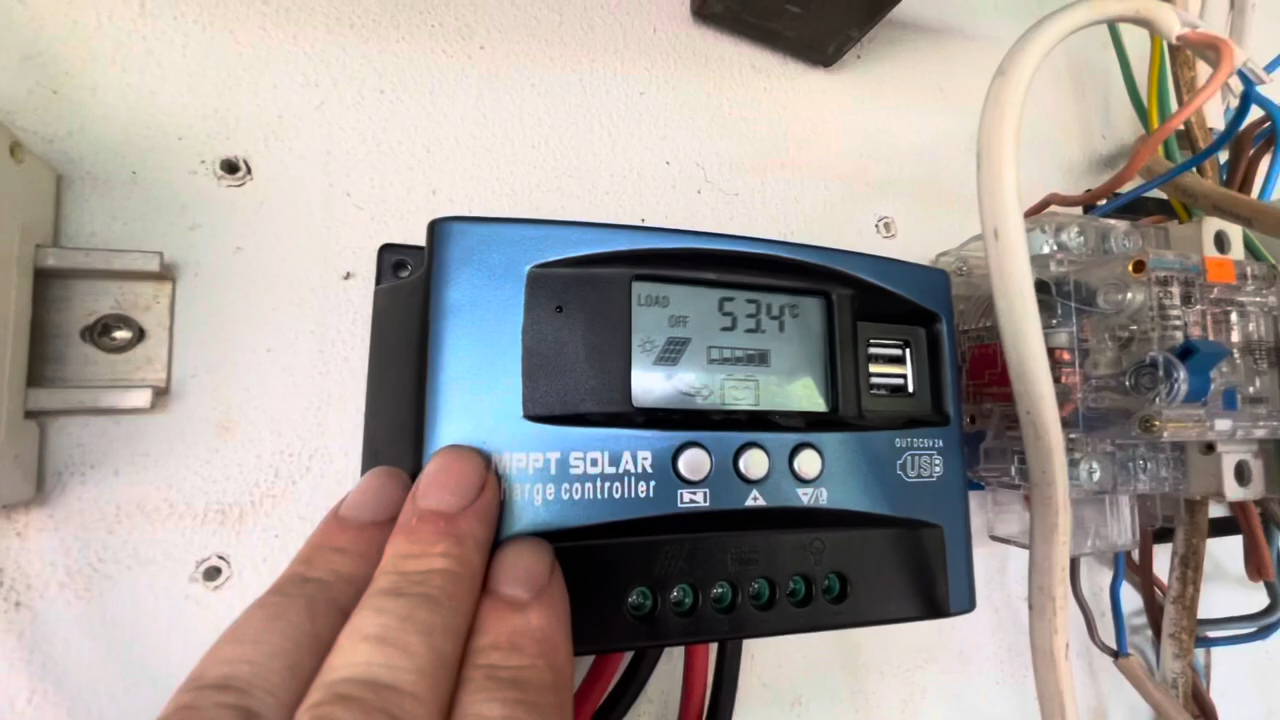 LOAD
OFF
53.4°C
MPPT SOLAR
harge controller
OUT DC5V 2A
USB